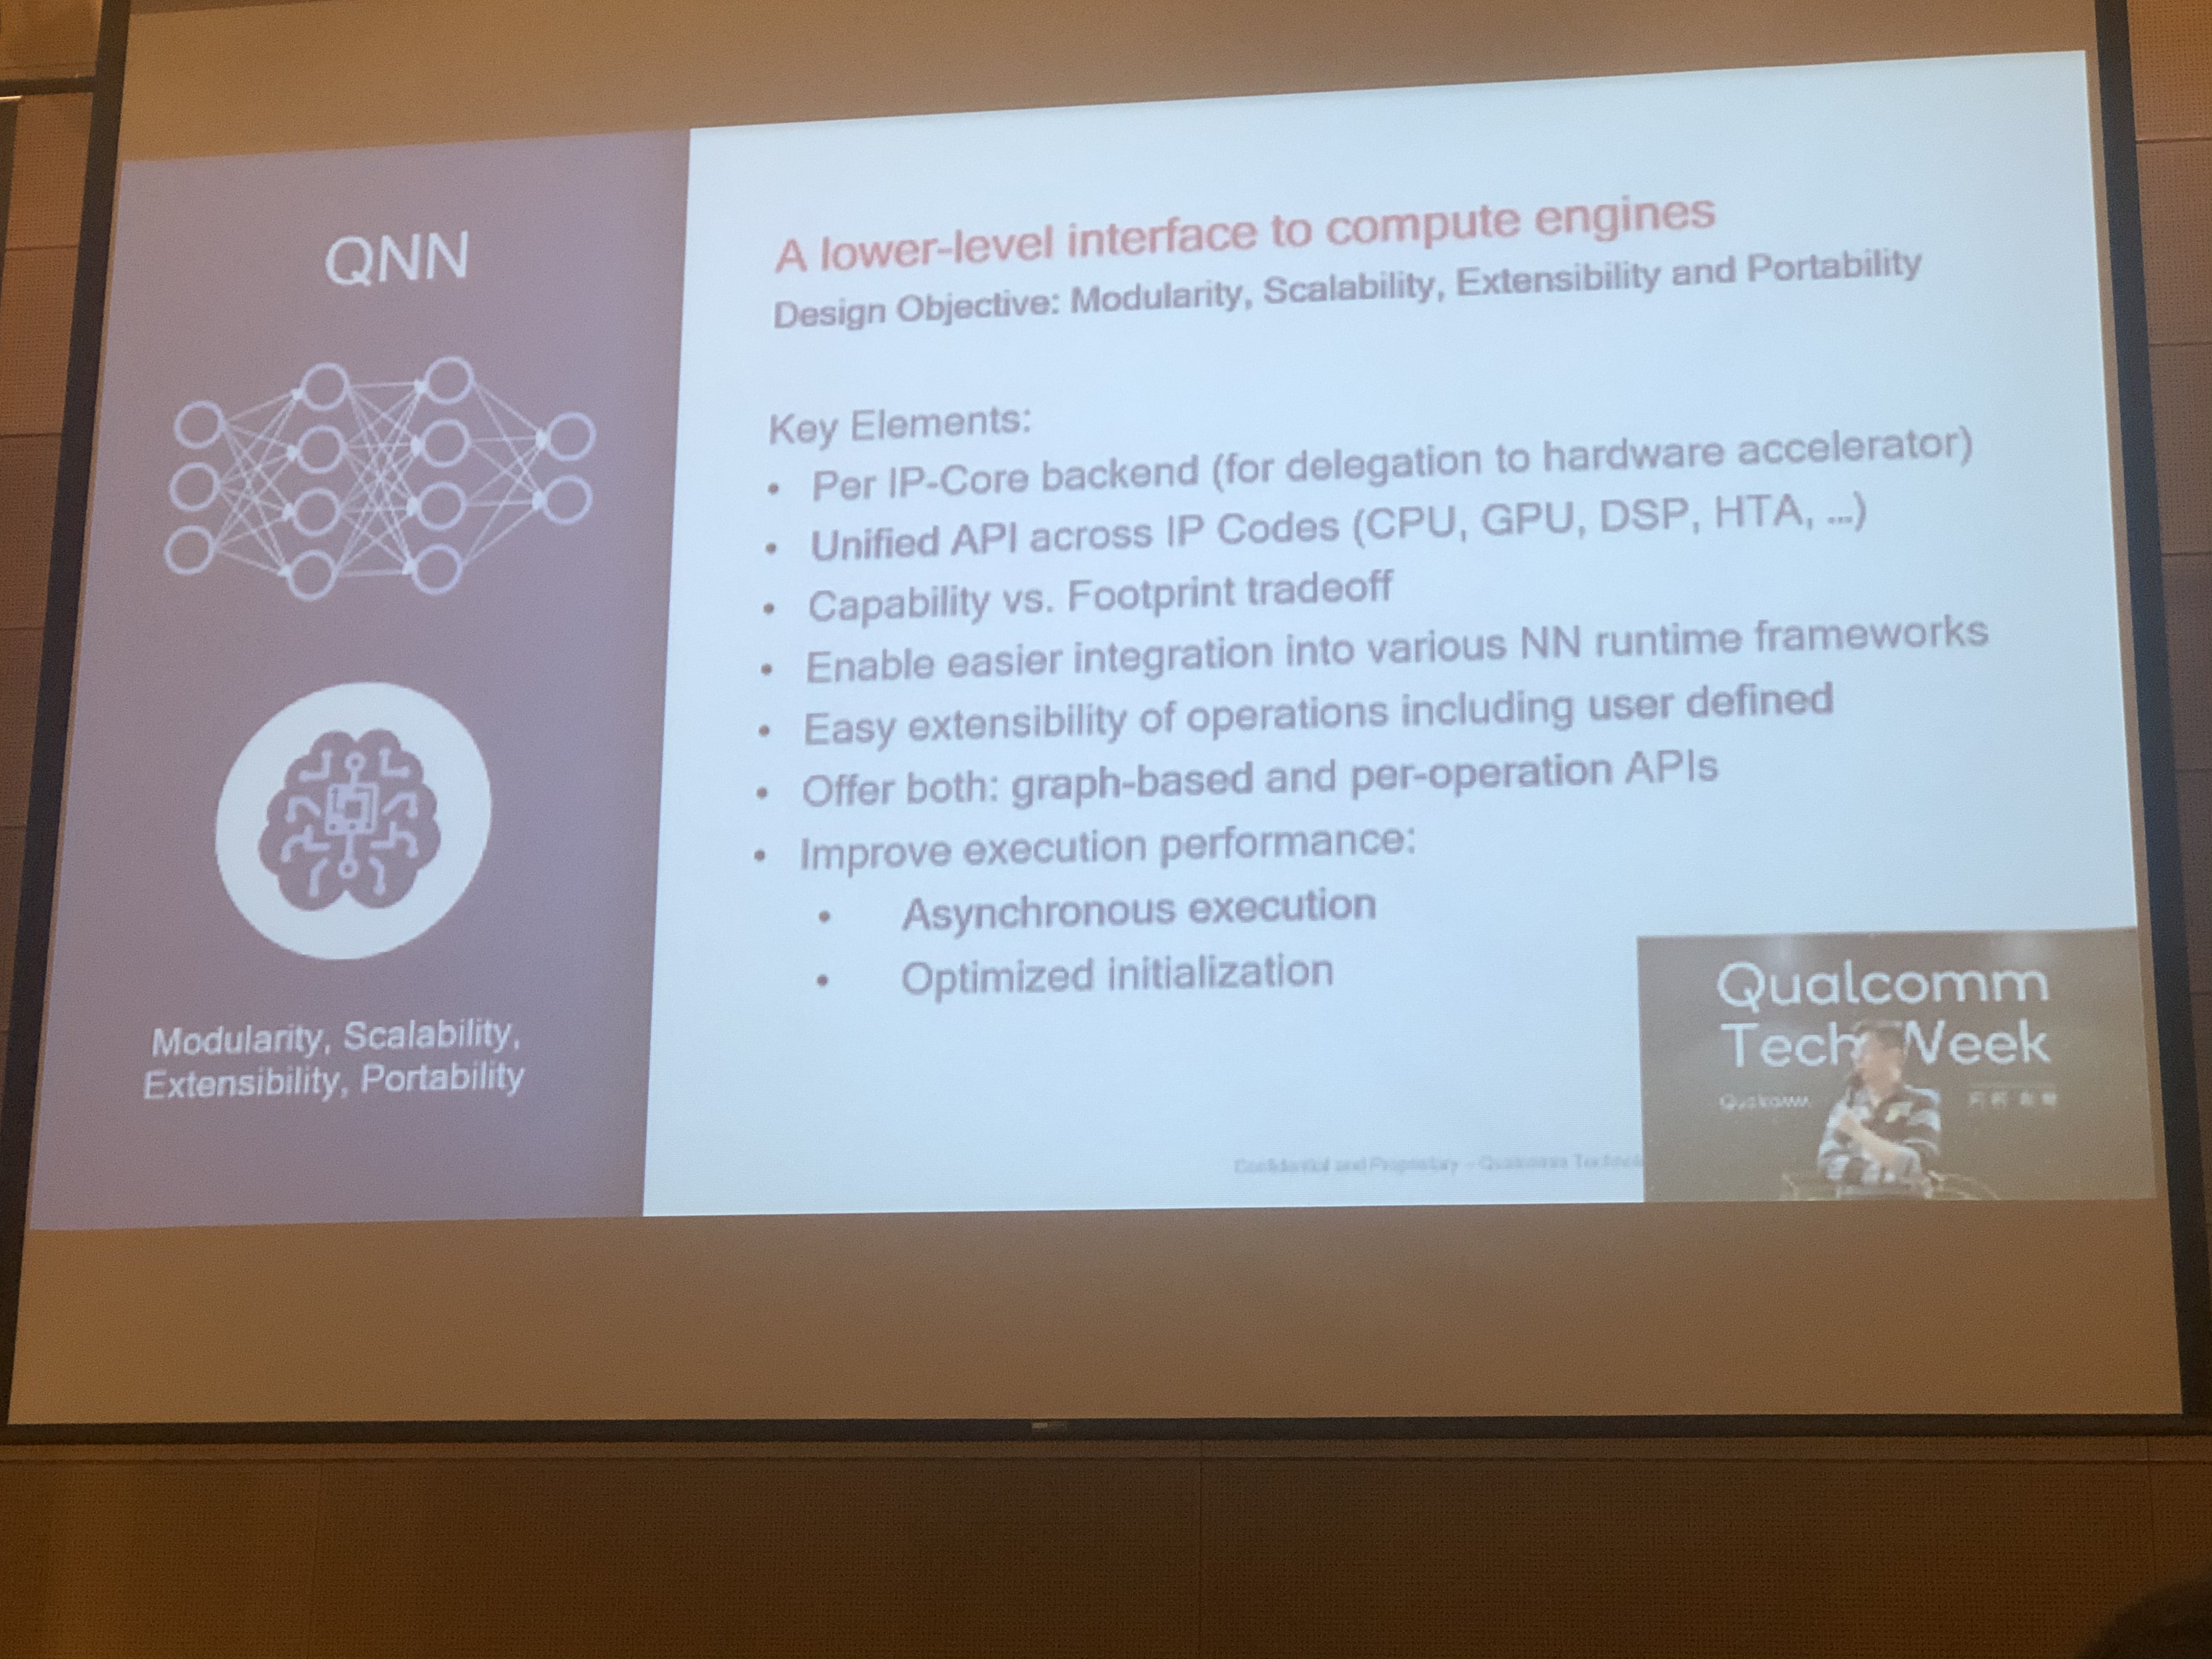 QNN
Modularity, Scalability,
Extensibility, Portability
A lower-level interface to compute engines
Design Objective: Modularity, Scalability, Extensibility and Portability
Key Elements:
• Per IP-Core backend (for delegation to hardware accelerator)
• Unified API across IP Codes (CPU, GPU, DSP, HTA, ...)
• Capability vs. Footprint tradeoff
• Enable easier integration into various NN runtime frameworks
• Easy extensibility of operations including user defined
• Offer both: graph-based and per-operation APIs
• Improve execution performance:
• Asynchronous execution
• Optimized initialization
Confidential and Proprietary – Qualcomm
Qualcomm
Tech Week
Qualcomm